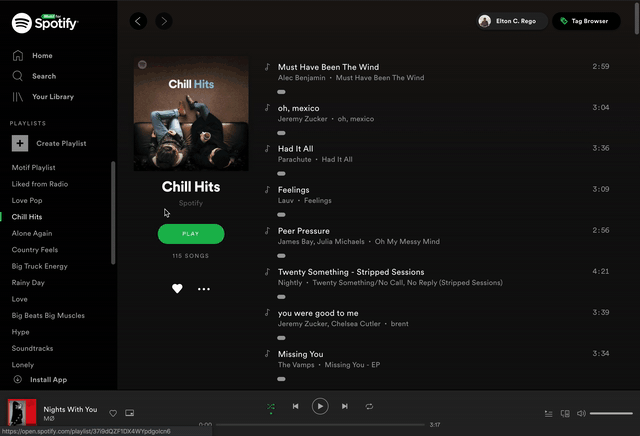 Spotify
Home
Search
Your Library
PLAYLISTS
Create Playlist
Motif Playlist
Liked from Radio
Love Pop
Chill Hits
Alone Again
Country Feels
Big Truck Energy
Rainy Day
Love
Big Beats Big Muscles
Hype
Soundtracks
Lonely
Install App
Elton C. Rego
Tag Browser
Chill Hits
Chill Hits
Spotify
PLAY
115 SONGS
Must Have Been The Wind 2:59
Alec Benjamin • Must Have Been The Wind
oh, mexico 3:04
Jeremy Zucker • oh, mexico
Had It All 3:36
Parachute • Had It All
Feelings 3:09
Lauv • Feelings
Peer Pressure 2:56
James Bay, Julia Michaels • Oh My Messy Mind
Twenty Something - Stripped Sessions 4:21
Nightly • Twenty Something/No Call, No Reply (Stripped Sessions)
you were good to me 3:39
Jeremy Zucker, Chelsea Cutler • brent
Missing You 3:34
The Vamps • Missing You - EP
Nights With You
MØ
0:00 3:17